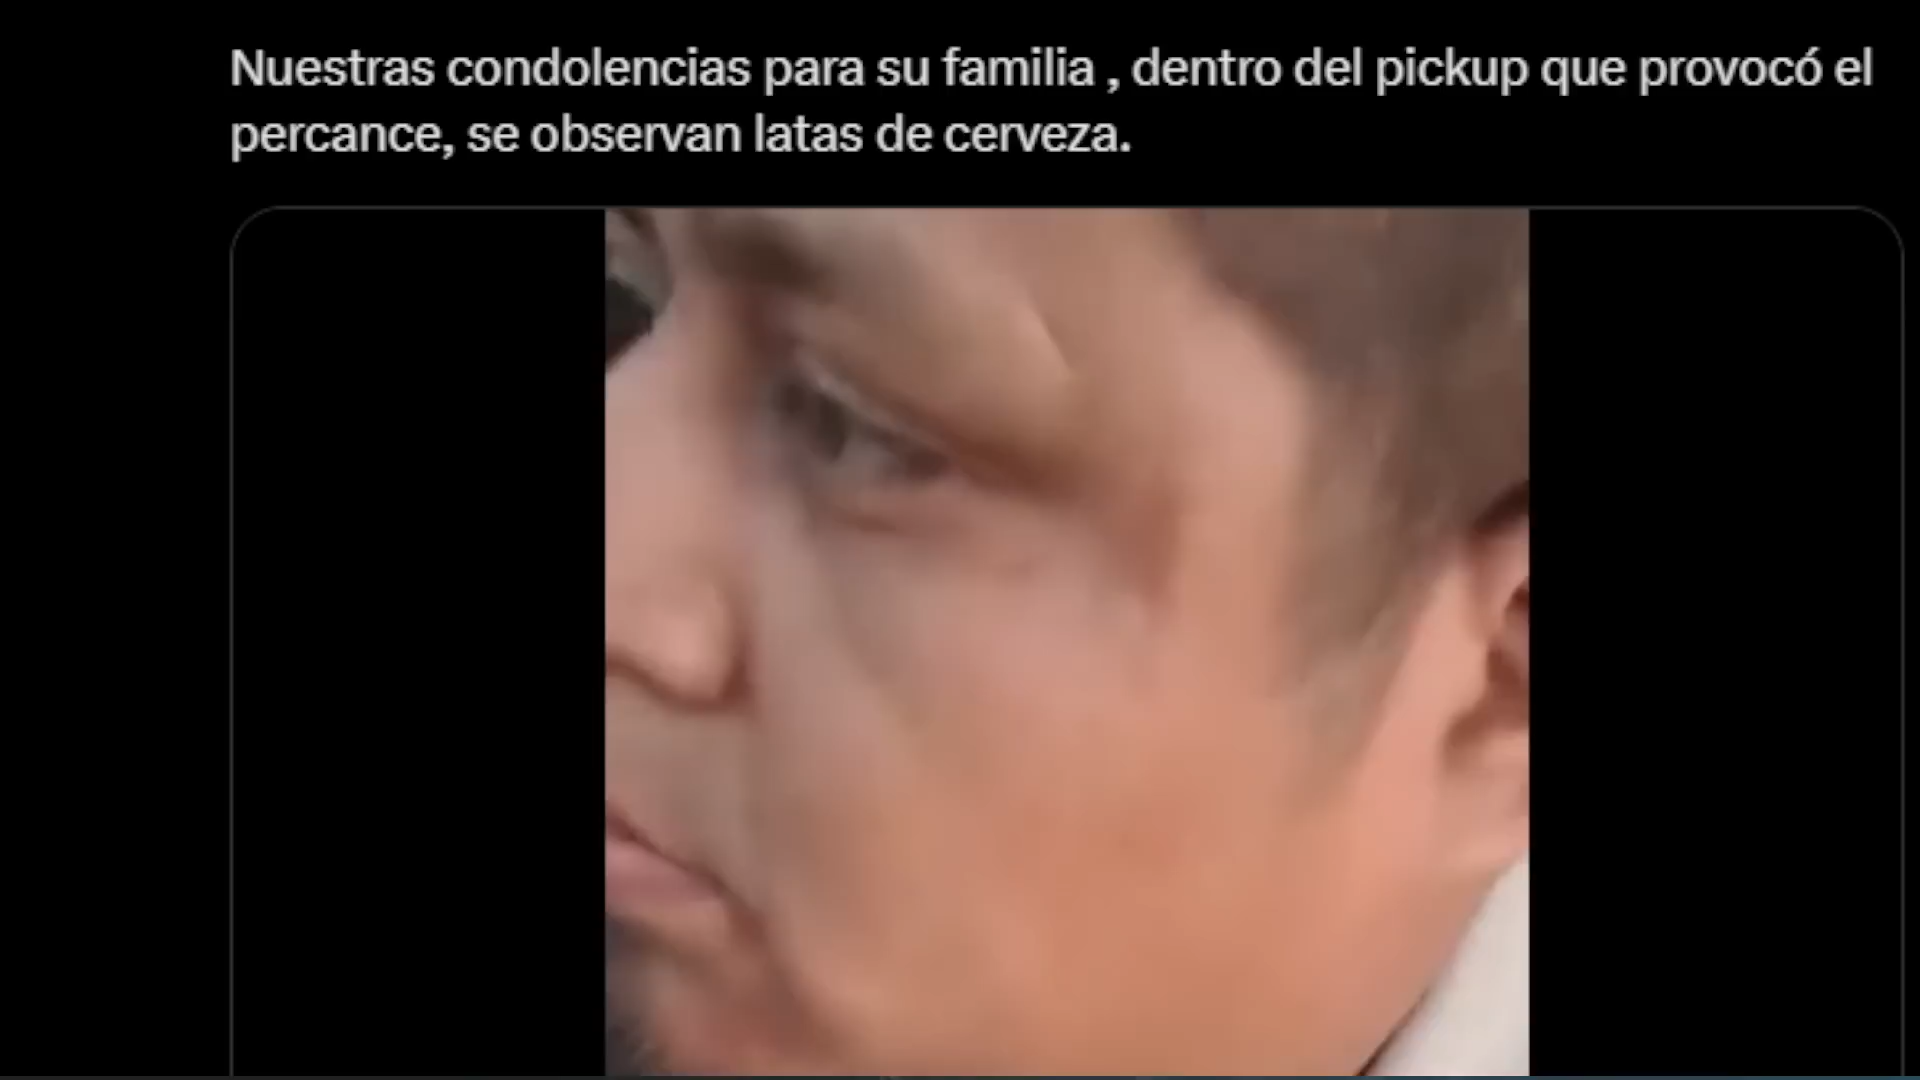 Nuestras condolencias para su familia , dentro del pickup que provocó el
percance, se observan latas de cerveza.